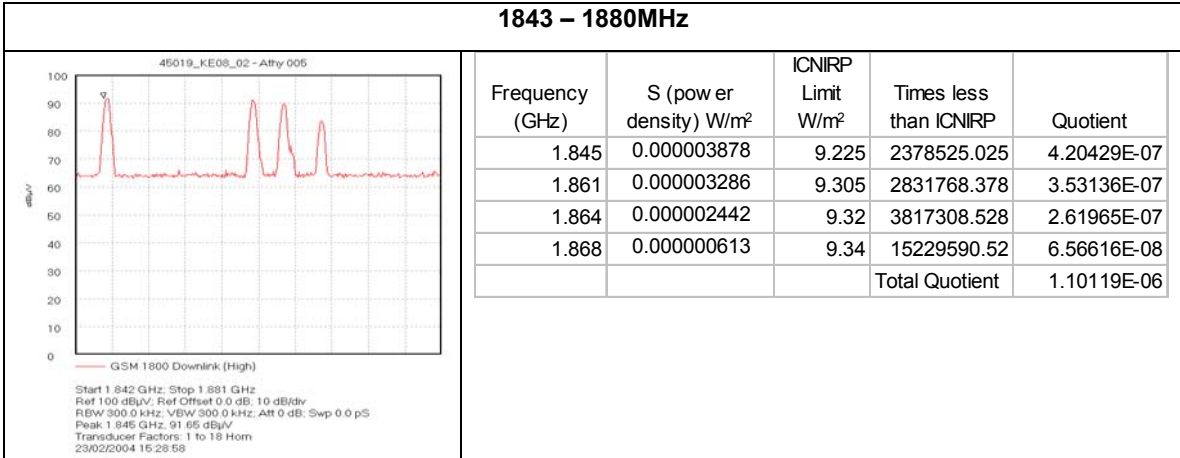 1843 – 1880MHz
45019_KE08_02 - Athy 005
100
90
80
70
60
50
40
30
20
10
0
dBµV
GSM 1800 Downlink (High)
Start 1.842 GHz; Stop 1.881 GHz
Ref 100 dBµV; Ref Offset 0.0 dB; 10 dB/div
RBW 300.0 kHz; VBW 300.0 kHz; Att 0 dB; Swp 0.0 pS
Peak 1.845 GHz, 91.65 dBµV
Transducer Factors: 1 to 18 Horn
23/02/2004 15:28:58
Frequency (GHz) S (pow er density) W/m² ICNIRP Limit W/m² Times less than ICNIRP Quotient
1.845 0.000003878 9.225 2378525.025 4.20429E-07
1.861 0.000003286 9.305 2831768.378 3.53136E-07
1.864 0.000002442 9.32 3817308.528 2.61965E-07
1.868 0.000000613 9.34 15229590.52 6.56616E-08
Total Quotient 1.10119E-06